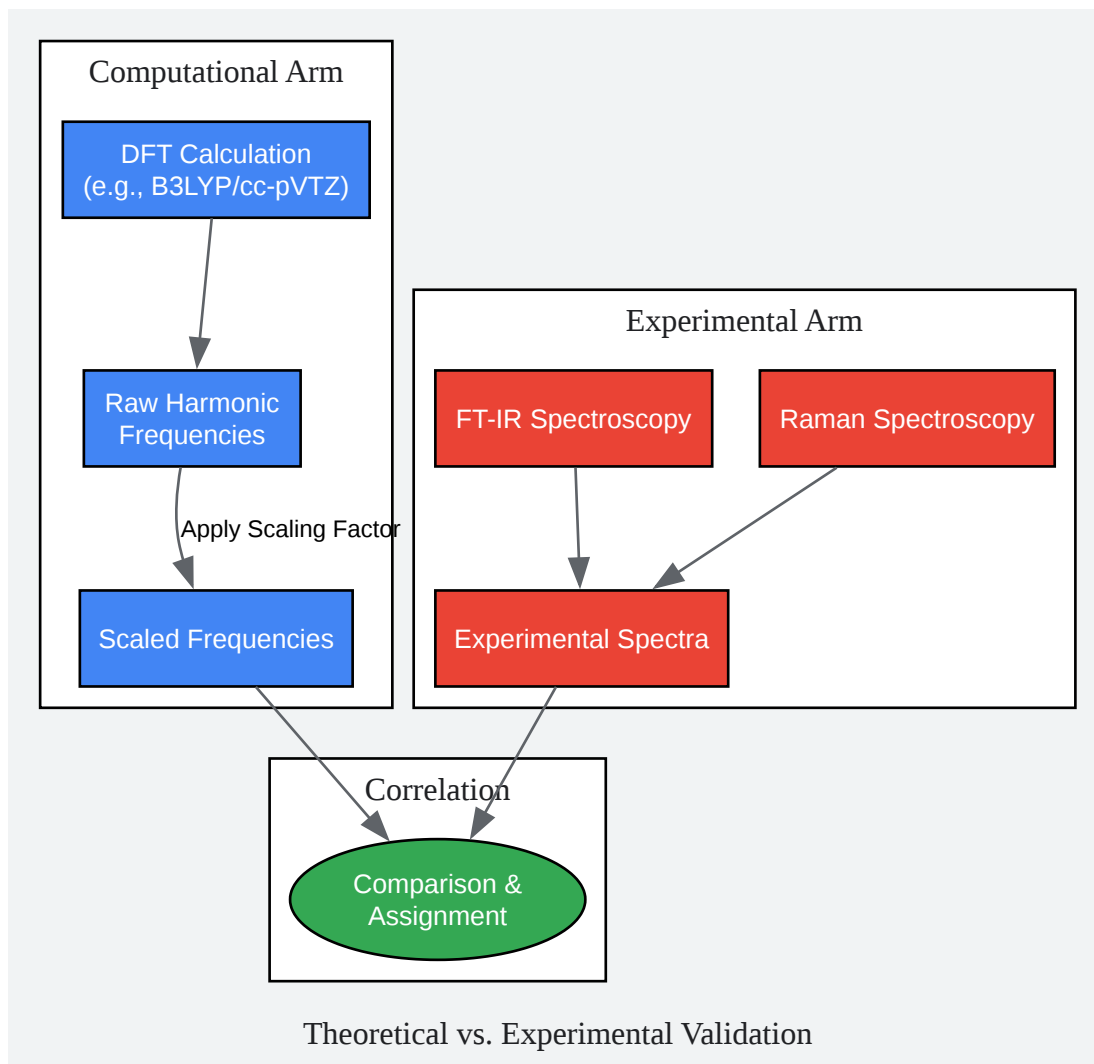 Computational Arm
DFT Calculation
(e.g., B3LYP/cc-pVTZ)
Raw Harmonic
Frequencies
Apply Scaling Factor
Scaled Frequencies
Experimental Arm
FT-IR Spectroscopy
Raman Spectroscopy
Experimental Spectra
Correlation
Comparison &
Assignment
Theoretical vs. Experimental Validation